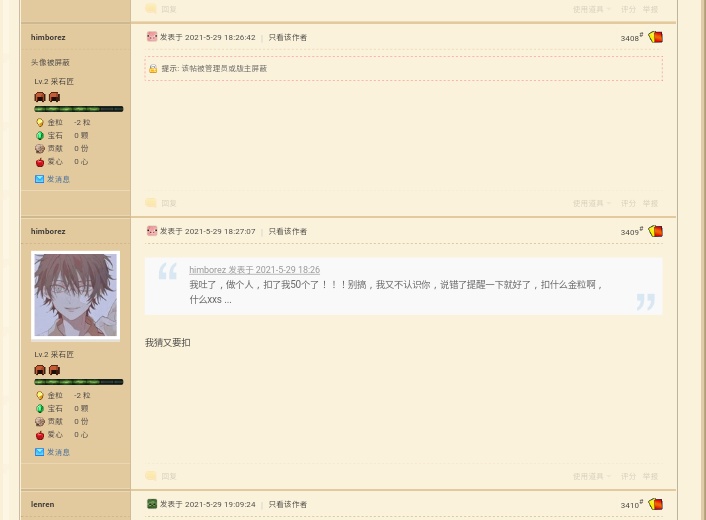 回复 使用道具 评分 举报
himborez
发表于 2021-5-29 18:26:42 | 只看该作者 3408#
头像被屏蔽
提示: 该帖被管理员或版主屏蔽
Lv.2 采石匠
金粒 -2 粒
宝石 0 颗
贡献 0 份
爱心 0 心
发消息
回复 使用道具 评分 举报
himborez
发表于 2021-5-29 18:27:07 | 只看该作者 3409#
himborez 发表于 2021-5-29 18:26
我吐了，做个人，扣了我50个了！！！别搞，我又不认识你，说错了提醒一下就好了，扣什么金粒啊，
什么xxs ...
我猜又要扣
Lv.2 采石匠
金粒 -2 粒
宝石 0 颗
贡献 0 份
爱心 0 心
发消息
回复 使用道具 评分 举报
lenren
发表于 2021-5-29 19:09:24 | 只看该作者 3410#